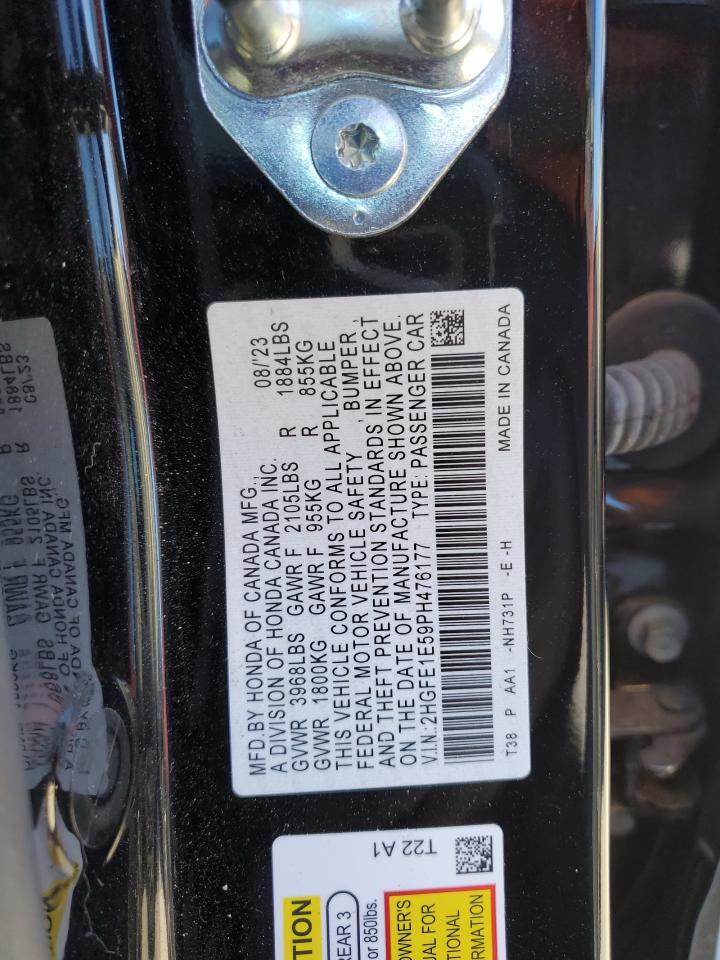 MFD.BY HONDA OF CANADA MFG., 08/'23
A DIVISION OF HONDA CANADA INC.
GVWR 3968LBS GAWR F 2105LBS R 1884LBS
GVWR 1800KG GAWR F 955KG R 855KG
THIS VEHICLE CONFORMS TO ALL APPLICABLE
FEDERAL MOTOR VEHICLE SAFETY, BUMPER,
AND THEFT PREVENTION STANDARDS, IN EFFECT
ON THE DATE OF MANUFACTURE SHOWN ABOVE.
V.I.N.:2HGFE1E59PH476177 TYPE: PASSENGER CAR
T38 P AA1 -NH731P -E -H MADE IN CANADA
T22 A1
TION
REAR 3
or 850lbs.
OWNER'S
UAL FOR
TIONAL
RMATION